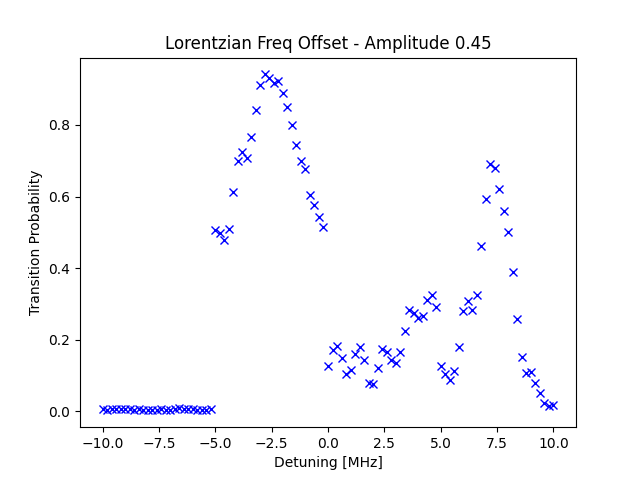 Lorentzian Freq Offset - Amplitude 0.45
Transition Probability
0.8
0.6
0.4
0.2
0.0
−10.0 −7.5 −5.0 −2.5 0.0 2.5 5.0 7.5 10.0
Detuning [MHz]